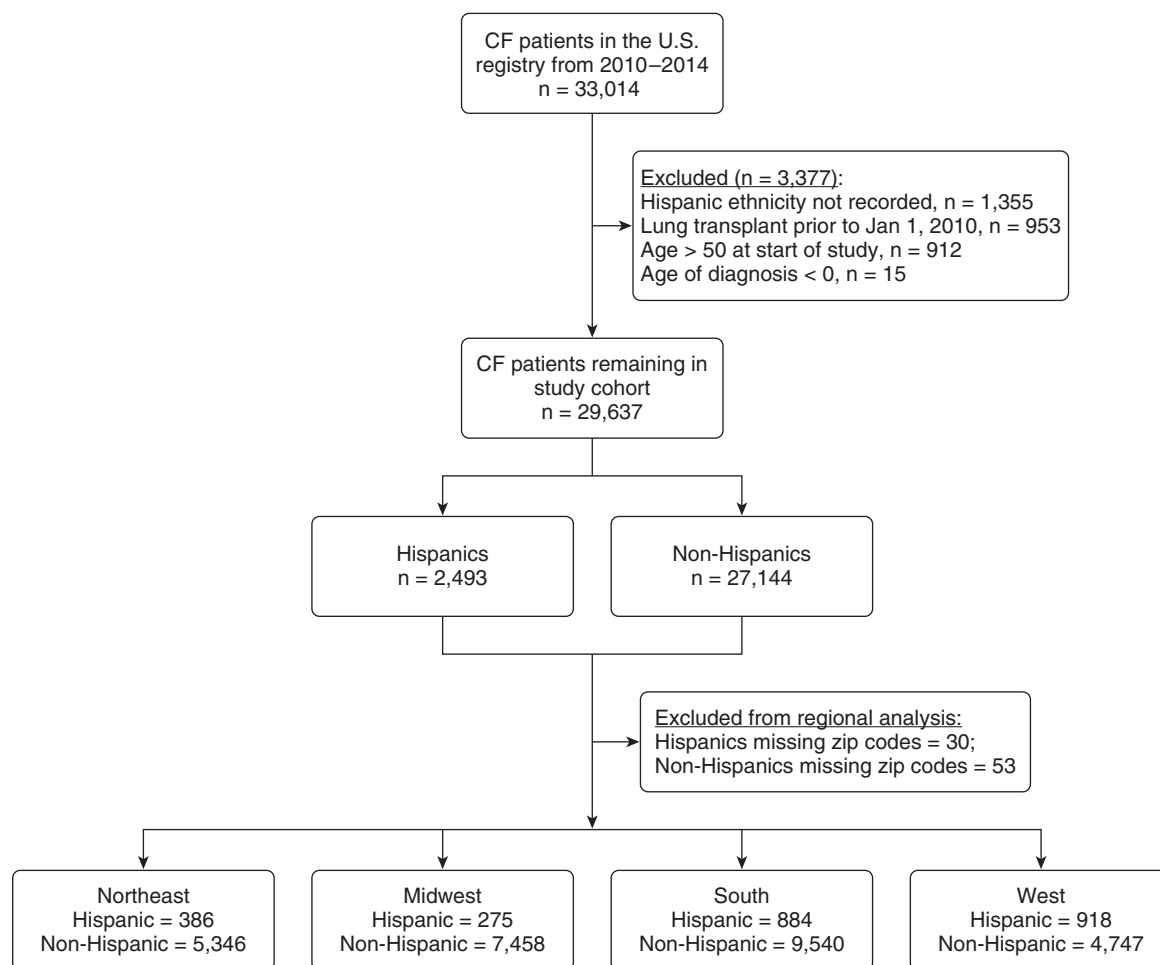 CF patients in the U.S.
registry from 2010–2014
n = 33,014
Excluded (n = 3,377):
Hispanic ethnicity not recorded, n = 1,355
Lung transplant prior to Jan 1, 2010, n = 953
Age > 50 at start of study, n = 912
Age of diagnosis < 0, n = 15
CF patients remaining in
study cohort
n = 29,637
Hispanics
n = 2,493
Non-Hispanics
n = 27,144
Excluded from regional analysis:
Hispanics missing zip codes = 30;
Non-Hispanics missing zip codes = 53
Northeast
Hispanic = 386
Non-Hispanic = 5,346
Midwest
Hispanic = 275
Non-Hispanic = 7,458
South
Hispanic = 884
Non-Hispanic = 9,540
West
Hispanic = 918
Non-Hispanic = 4,747